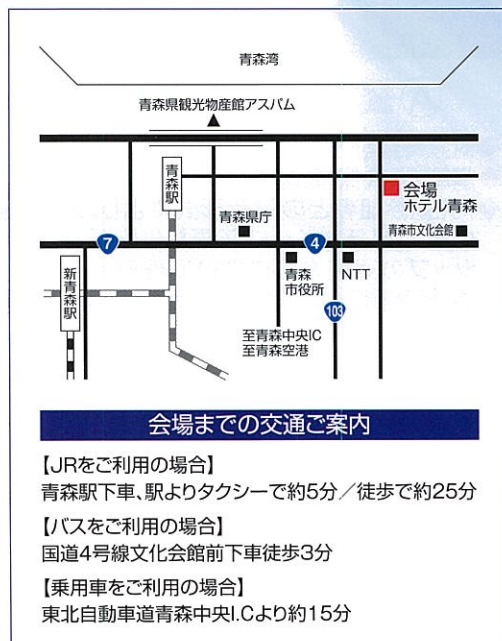 青森湾
青森県観光物産館アスパム
青森駅
会場
ホテル青森
青森県庁
青森市文化会館
7
4
新青森駅
青森
市役所
NTT
103
至青森中央IC
至青森空港
会場までの交通ご案内
【JRをご利用の場合】
青森駅下車、駅よりタクシーで約5分／徒歩で約25分
【バスをご利用の場合】
国道4号線文化会館前下車徒歩3分
【乗用車をご利用の場合】
東北自動車道青森中央I.Cより約15分